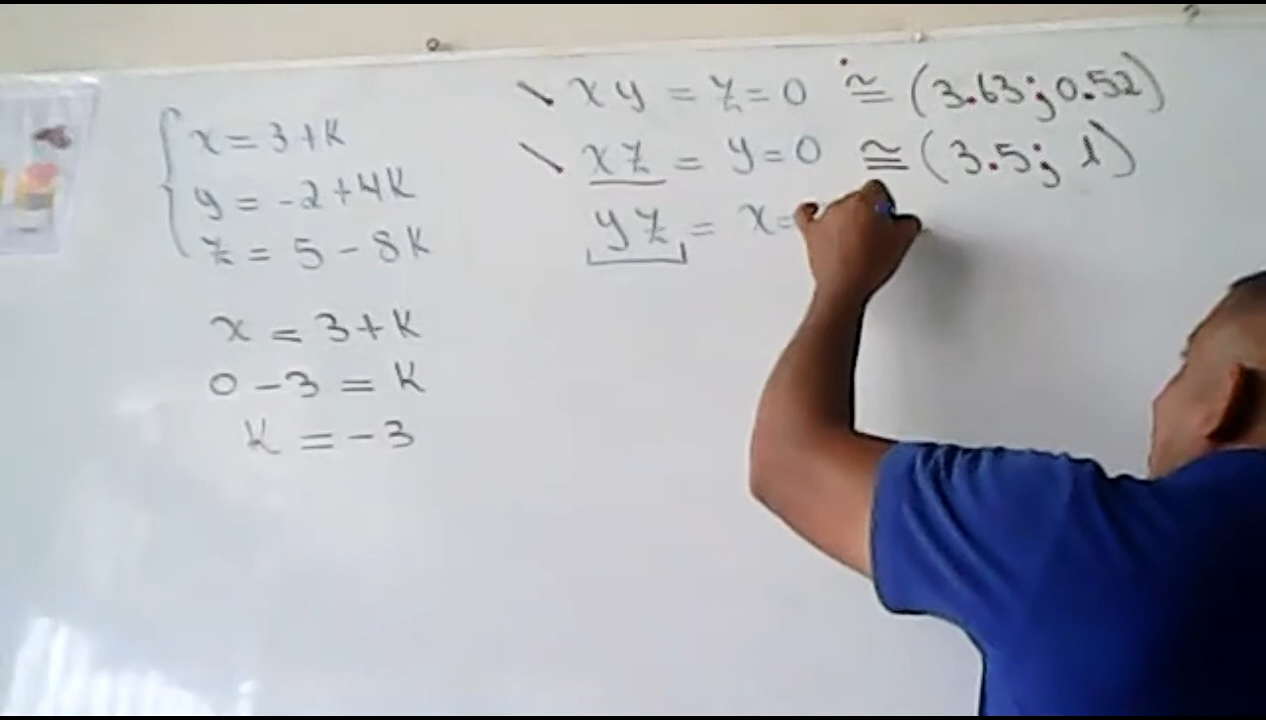 x = 3 + K
y = -2 + 4K
z = 5 - 8K
x = 3 + K
0 - 3 = K
K = -3
xy = z = 0 ≅ (3.63; 0.52)
xz = y = 0 ≅ (3.5; 1)
yz = x =